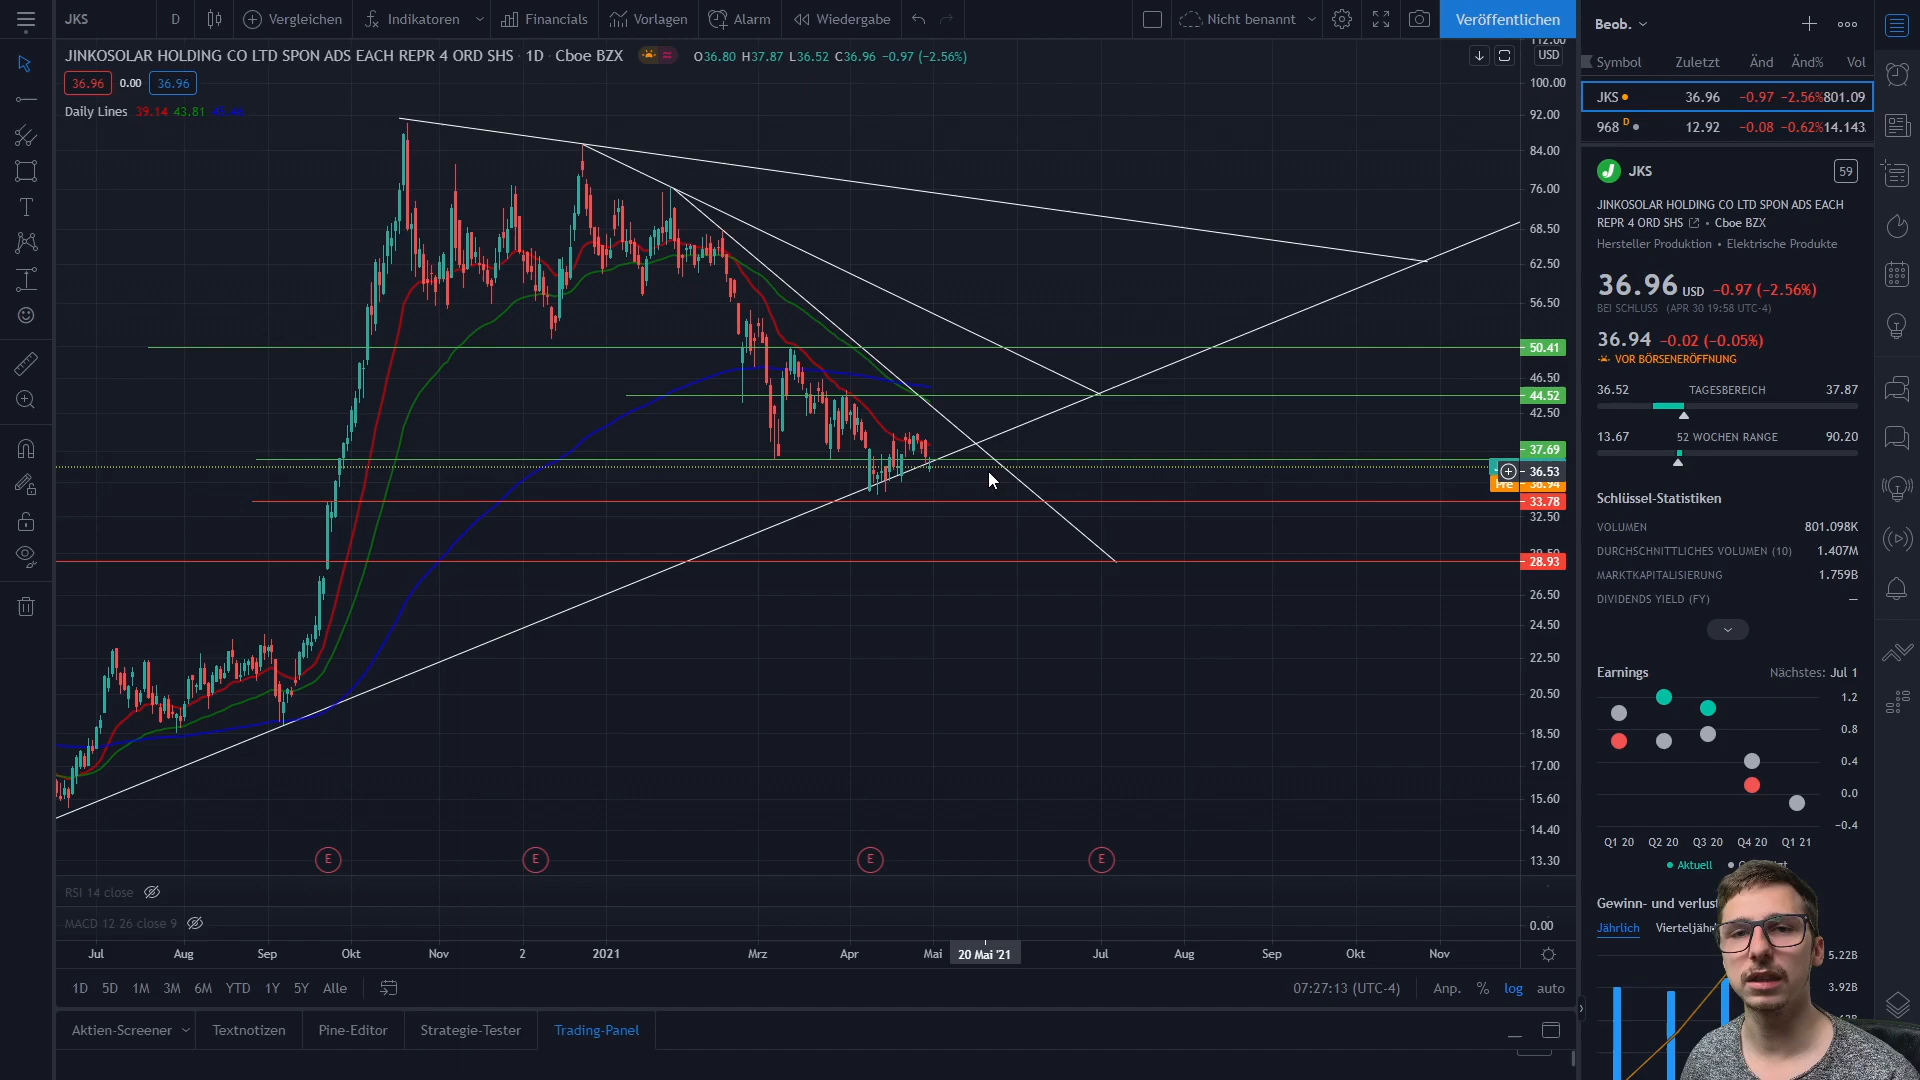 JKS
D
Vergleichen
Indikatoren
Financials
Vorlagen
Alarm
Wiedergabe
Nicht benannt
Veröffentlichen
JINKOSOLAR HOLDING CO LTD SPON ADS EACH REPR 4 ORD SHS · 1D · Cboe BZX
O36.80 H37.87 L36.52 C36.96 −0.97 (−2.56%)
36.96 0.00 36.96
Daily Lines 39.14 43.81
112.00
USD
100.00
92.00
84.00
76.00
68.50
62.50
56.50
50.41
46.50
44.52
42.50
37.69
36.53
Pre 36.94
33.78
32.50
28.93
26.50
24.50
22.50
20.50
18.50
17.00
15.60
14.40
13.30
E
E
E
E
RSI 14 close
MACD 12 26 close 9
0.00
Jul
Aug
Sep
Okt
Nov
2
2021
Mrz
Apr
Mai
20 Mai '21
Jul
Aug
Sep
Okt
Nov
1D 5D 1M 3M 6M YTD 1Y 5Y Alle
07:27:13 (UTC-4)
Anp. % log auto
Aktien-Screener
Textnotizen
Pine-Editor
Strategie-Tester
Trading-Panel
Beob.
Symbol Zuletzt Änd Änd% Vol
JKS 36.96 −0.97 −2.56% 801.09
968 D 12.92 −0.08 −0.62% 14.143
JKS
59
JINKOSOLAR HOLDING CO LTD SPON ADS EACH
REPR 4 ORD SHS · Cboe BZX
Hersteller Produktion • Elektrische Produkte
36.96 USD −0.97 (−2.56%)
BEI SCHLUSS (APR 30 19:58 UTC-4)
36.94 −0.02 (−0.05%)
VOR BÖRSENERÖFFNUNG
36.52 TAGESBEREICH 37.87
13.67 52 WOCHEN RANGE 90.20
Schlüssel-Statistiken
VOLUMEN 801.098K
DURCHSCHNITTLICHES VOLUMEN (10) 1.407M
MARKTKAPITALISIERUNG 1.759B
DIVIDENDS YIELD (FY) —
Earnings Nächstes: Jul 1
1.2
0.8
0.4
0.0
−0.4
Q1 20 Q2 20 Q3 20 Q4 20 Q1 21
Aktuell
Gewinn- und verlust
Jährlich
5.22B
3.92B